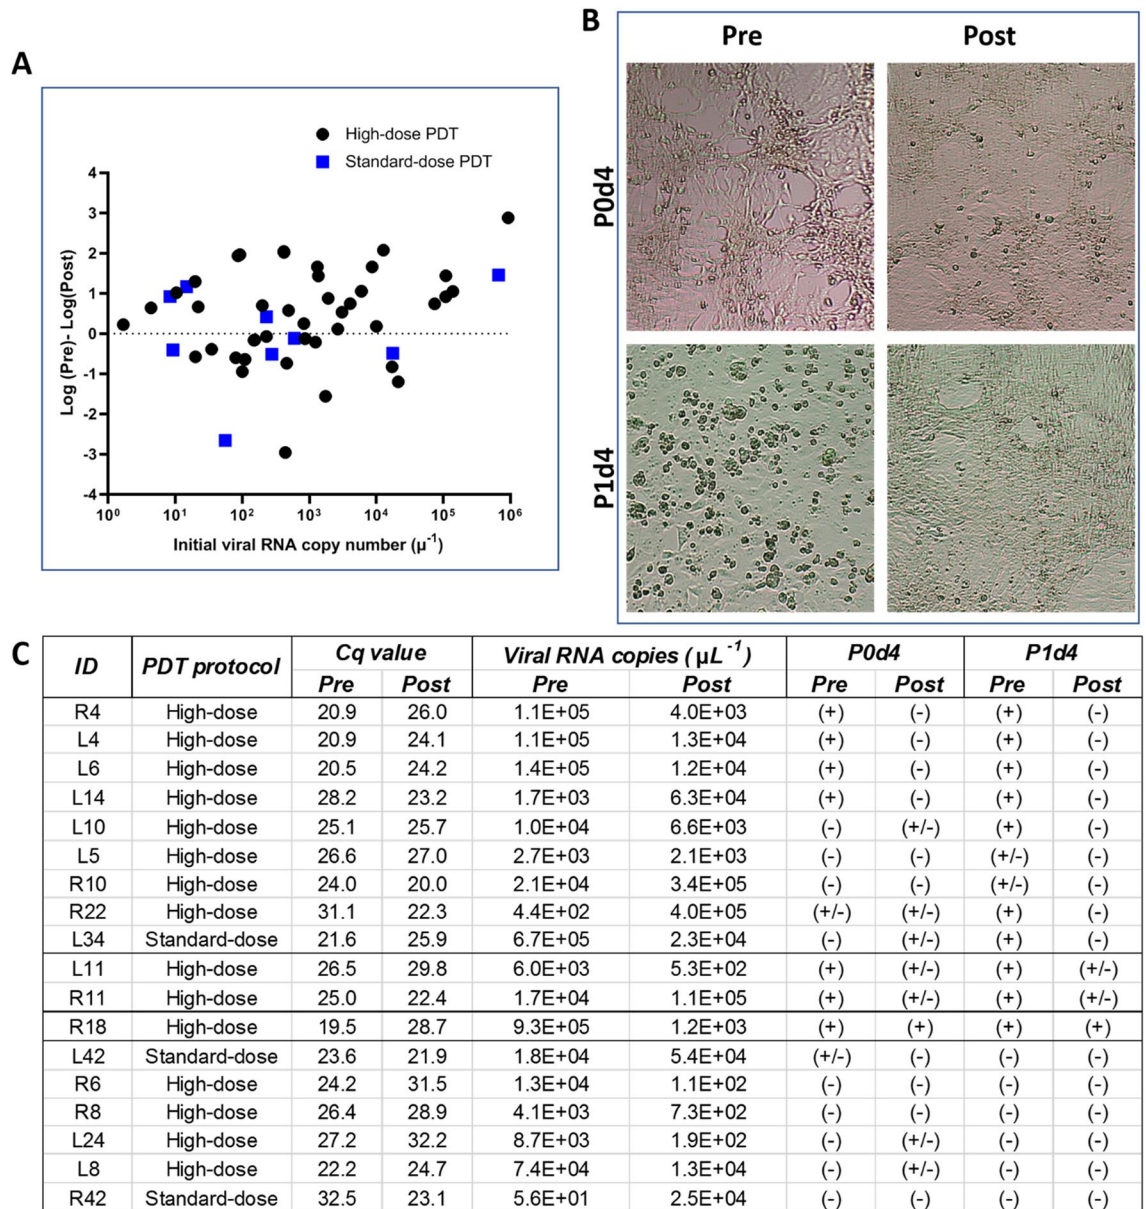 A
High-dose PDT
Standard-dose PDT
Log (Pre)- Log(Post)
4
3
2
1
0
-1
-2
-3
-4
10⁰ 10¹ 10² 10³ 10⁴ 10⁵ 10⁶
Initial viral RNA copy number (µ⁻¹)
B
Pre Post
P0d4
P1d4
C
ID PDT protocol Cq value Viral RNA copies (µL⁻¹) P0d4 P1d4
Pre Post Pre Post Pre Post Pre Post
R4 High-dose 20.9 26.0 1.1E+05 4.0E+03 (+) (-) (+) (-)
L4 High-dose 20.9 24.1 1.1E+05 1.3E+04 (+) (-) (+) (-)
L6 High-dose 20.5 24.2 1.4E+05 1.2E+04 (+) (-) (+) (-)
L14 High-dose 28.2 23.2 1.7E+03 6.3E+04 (+) (-) (+) (-)
L10 High-dose 25.1 25.7 1.0E+04 6.6E+03 (-) (+/-) (+) (-)
L5 High-dose 26.6 27.0 2.7E+03 2.1E+03 (-) (-) (+/-) (-)
R10 High-dose 24.0 20.0 2.1E+04 3.4E+05 (-) (-) (+/-) (-)
R22 High-dose 31.1 22.3 4.4E+02 4.0E+05 (+/-) (+/-) (+) (-)
L34 Standard-dose 21.6 25.9 6.7E+05 2.3E+04 (-) (+/-) (+) (-)
L11 High-dose 26.5 29.8 6.0E+03 5.3E+02 (+) (+/-) (+) (+/-)
R11 High-dose 25.0 22.4 1.7E+04 1.1E+05 (+) (+/-) (+) (+/-)
R18 High-dose 19.5 28.7 9.3E+05 1.2E+03 (+) (+) (+) (+)
L42 Standard-dose 23.6 21.9 1.8E+04 5.4E+04 (+/-) (-) (-) (-)
R6 High-dose 24.2 31.5 1.3E+04 1.1E+02 (-) (-) (-) (-)
R8 High-dose 26.4 28.9 4.1E+03 7.3E+02 (-) (-) (-) (-)
L24 High-dose 27.2 32.2 8.7E+03 1.9E+02 (-) (+/-) (-) (-)
L8 High-dose 22.2 24.7 7.4E+04 1.3E+04 (-) (+/-) (-) (-)
R42 Standard-dose 32.5 23.1 5.6E+01 2.5E+04 (-) (-) (-) (-)